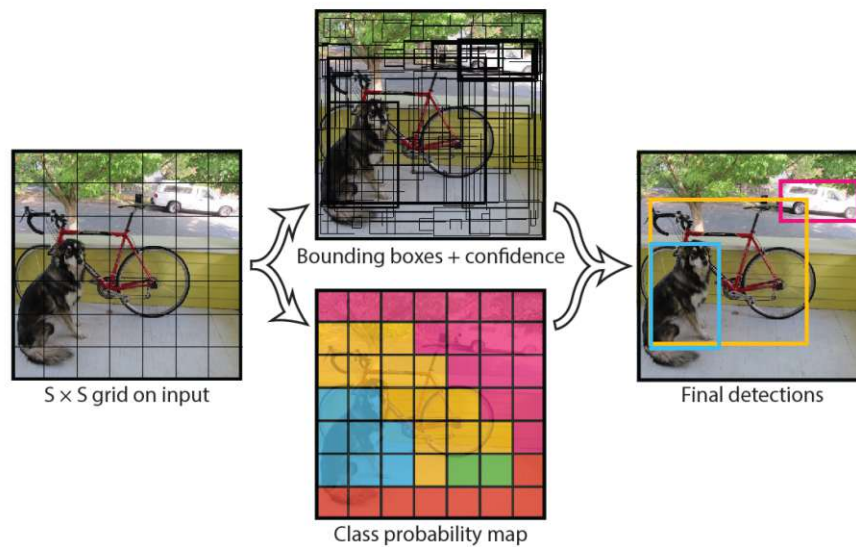 S × S grid on input
Bounding boxes + confidence
Class probability map
Final detections